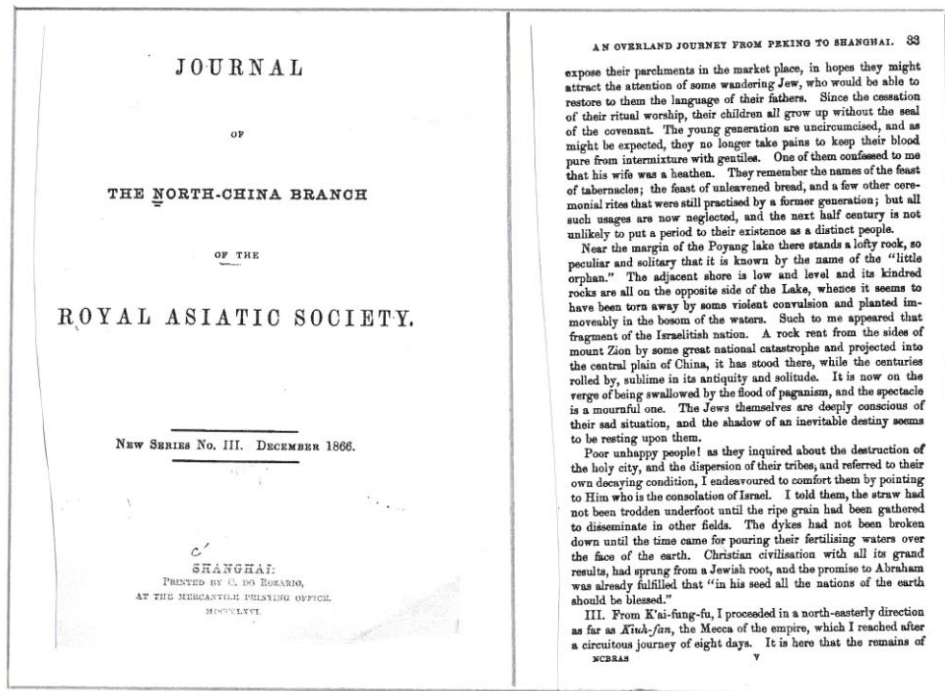 JOURNAL
OF
THE NORTH-CHINA BRANCH
OF THE
ROYAL ASIATIC SOCIETY.
NEW SERIES No. III. DECEMBER 1866.
SHANGHAI:
PRINTED BY C. DO ROZARIO,
AT THE MERCANTILE PRINTING OFFICE.
MDCCCLXVI.
AN OVERLAND JOURNEY FROM PEKING TO SHANGHAI. 33
expose their parchments in the market place, in hopes they might
attract the attention of some wandering Jew, who would be able to
restore to them the language of their fathers. Since the cessation
of their ritual worship, their children all grow up without the seal
of the covenant. The young generation are uncircumcised, and as
might be expected, they no longer take pains to keep their blood
pure from intermixture with gentiles. One of them confessed to me
that his wife was a heathen. They remember the names of the feast
of tabernacles; the feast of unleavened bread, and a few other cere-
monial rites that were still practised by a former generation; but all
such usages are now neglected, and the next half century is not
unlikely to put a period to their existence as a distinct people.
Near the margin of the Poyang lake there stands a lofty rock, so
peculiar and solitary that it is known by the name of the "little
orphan." The adjacent shore is low and level and its kindred
rocks are all on the opposite side of the Lake, whence it seems to
have been torn away by some violent convulsion and planted im-
moveably in the bosom of the waters. Such to me appeared that
fragment of the Israelitish nation. A rock rent from the sides of
mount Zion by some great national catastrophe and projected into
the central plain of China, it has stood there, while the centuries
rolled by, sublime in its antiquity and solitude. It is now on the
verge of being swallowed by the flood of paganism, and the spectacle
is a mournful one. The Jews themselves are deeply conscious of
their sad situation, and the shadow of an inevitable destiny seems
to be resting upon them.
Poor unhappy people! as they inquired about the destruction of
the holy city, and the dispersion of their tribes, and referred to their
own decaying condition, I endeavoured to comfort them by pointing
to Him who is the consolation of Israel. I told them, the straw had
not been trodden underfoot until the ripe grain had been gathered
to disseminate in other fields. The dykes had not been broken
down until the time came for pouring their fertilising waters over
the face of the earth. Christian civilisation with all its grand
results, had sprung from a Jewish root, and the promise to Abraham
was already fulfilled that "in his seed all the nations of the earth
should be blessed."
III. From K'ai-fung-fu, I proceeded in a north-easterly direction
as far as Kiuh-fan, the Mecca of the empire, which I reached after
a circuitous journey of eight days. It is here that the remains of
NCBRAS V